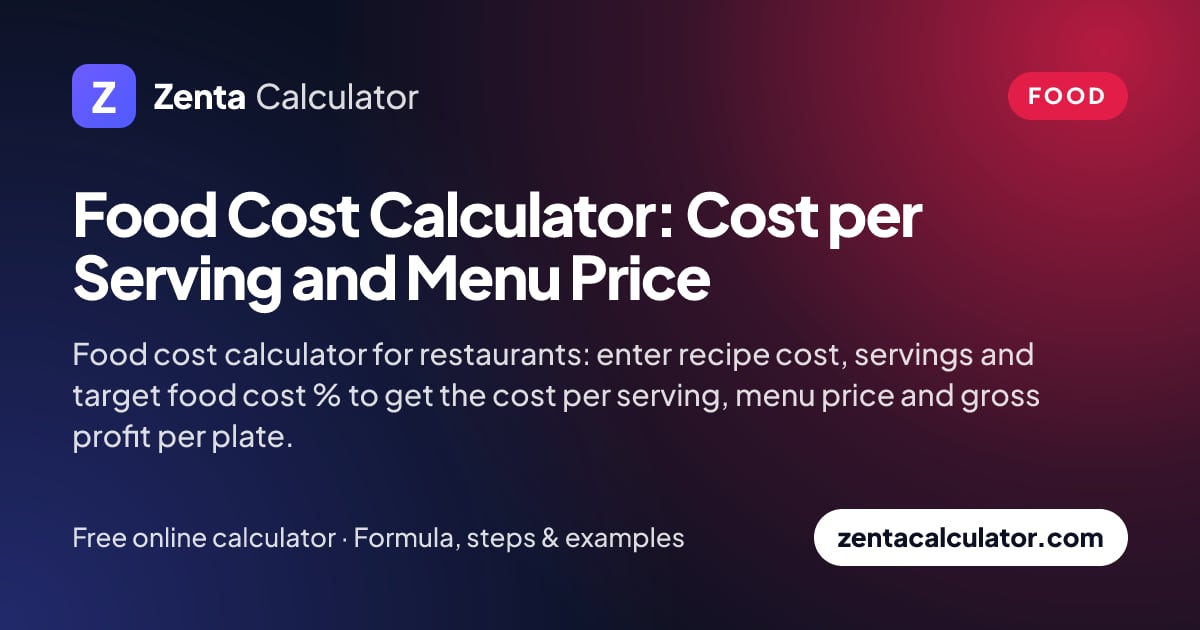 Z Zenta Calculator
FOOD
Food Cost Calculator: Cost per
Serving and Menu Price
Food cost calculator for restaurants: enter recipe cost, servings and
target food cost % to get the cost per serving, menu price and gross
profit per plate.
Free online calculator · Formula, steps & examples
zentacalculator.com